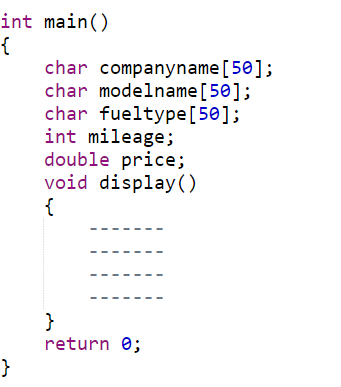 int main()
{
    char companyname[50];
    char modelname[50];
    char fueltype[50];
    int mileage;
    double price;
    void display()
    {
        -------
        -------
        -------
        -------
    }
    return 0;
}